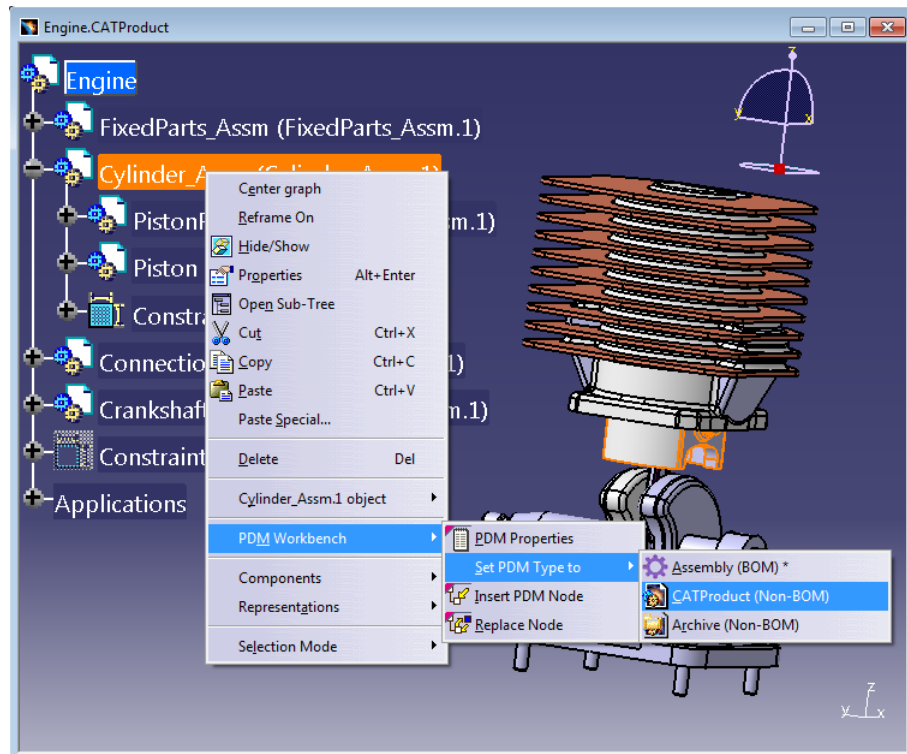 Engine.CATProduct
Engine
FixedParts_Assm (FixedParts_Assm.1)
Cylinder_A
Piston
sm.1)
Piston
Constra
Connectio
1)
Crankshaft
m.1)
Constraint
Applications
Center graph
Reframe On
Hide/Show
Properties Alt+Enter
Open Sub-Tree
Cut Ctrl+X
Copy Ctrl+C
Paste Ctrl+V
Paste Special...
Delete Del
Cylinder_Assm.1 object
PDM Workbench
Components
Representations
Selection Mode
PDM Properties
Set PDM Type to
Insert PDM Node
Replace Node
Assembly (BOM) *
CATProduct (Non-BOM)
Archive (Non-BOM)
z
y
x
z
y
x